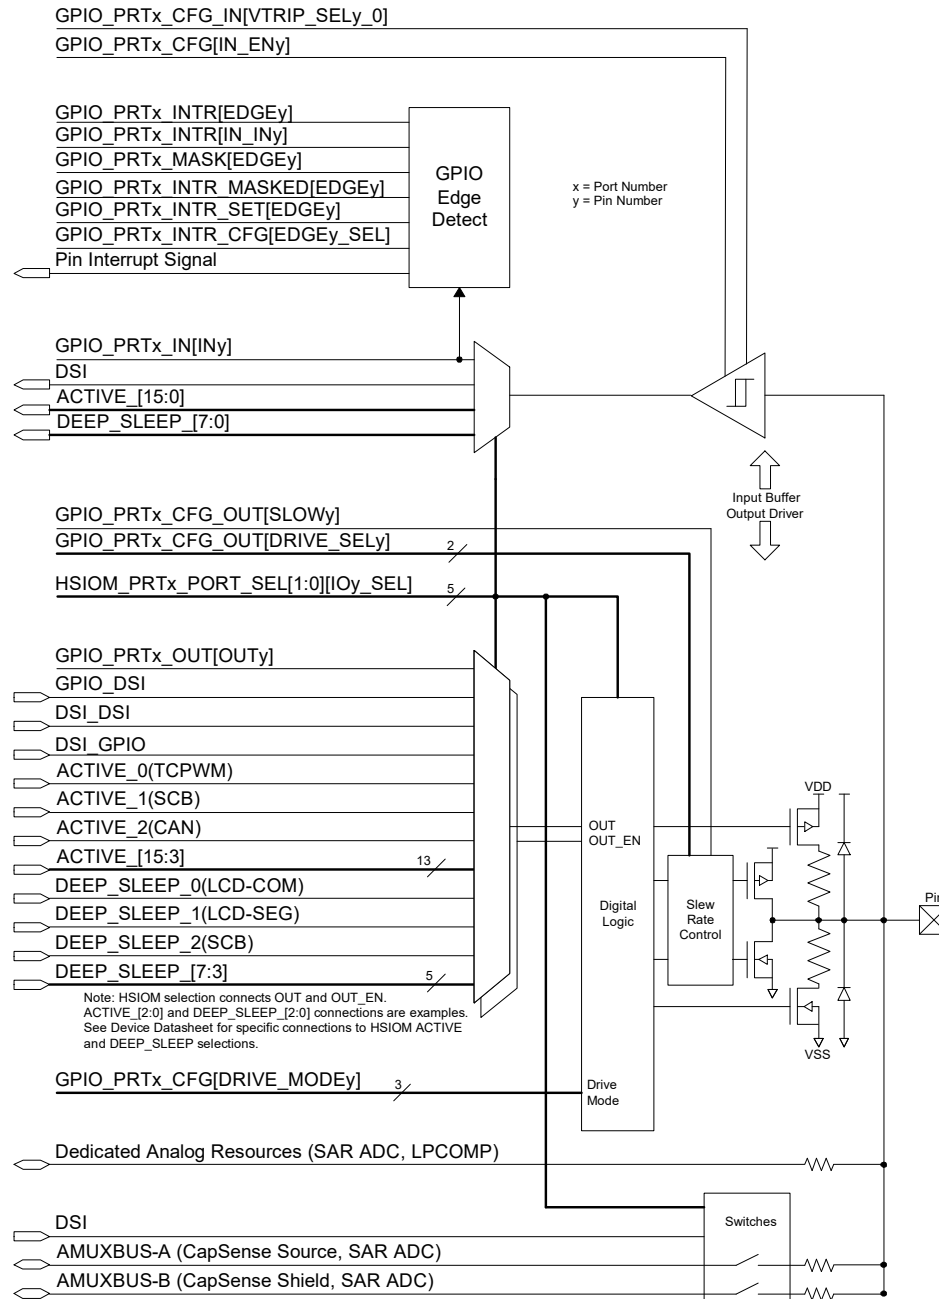 GPIO_PRTx_CFG_IN[VTRIP_SELy_0]
GPIO_PRTx_CFG[IN_ENy]
GPIO_PRTx_INTR[EDGEy]
GPIO_PRTx_INTR[IN_INy]
GPIO_PRTx_MASK[EDGEy]
GPIO_PRTx_INTR_MASKED[EDGEy]
GPIO_PRTx_INTR_SET[EDGEy]
GPIO_PRTx_INTR_CFG[EDGEy_SEL]
Pin Interrupt Signal
GPIO
Edge
Detect
x = Port Number
y = Pin Number
GPIO_PRTx_IN[INy]
DSI
ACTIVE_[15:0]
DEEP_SLEEP_[7:0]
Input Buffer
Output Driver
GPIO_PRTx_CFG_OUT[SLOWy]
GPIO_PRTx_CFG_OUT[DRIVE_SELy]
2
HSIOM_PRTx_PORT_SEL[1:0][IOy_SEL]
5
GPIO_PRTx_OUT[OUTy]
GPIO_DSI
DSI_DSI
DSI_GPIO
ACTIVE_0(TCPWM)
ACTIVE_1(SCB)
ACTIVE_2(CAN)
ACTIVE_[15:3]
13
DEEP_SLEEP_0(LCD-COM)
DEEP_SLEEP_1(LCD-SEG)
DEEP_SLEEP_2(SCB)
DEEP_SLEEP_[7:3]
5
Note: HSIOM selection connects OUT and OUT_EN.
ACTIVE_[2:0] and DEEP_SLEEP_[2:0] connections are examples.
See Device Datasheet for specific connections to HSIOM ACTIVE
and DEEP_SLEEP selections.
OUT
OUT_EN
Digital
Logic
Slew
Rate
Control
VDD
VSS
Pin
GPIO_PRTx_CFG[DRIVE_MODEy]
3
Drive
Mode
Dedicated Analog Resources (SAR ADC, LPCOMP)
DSI
Switches
AMUXBUS-A (CapSense Source, SAR ADC)
AMUXBUS-B (CapSense Shield, SAR ADC)